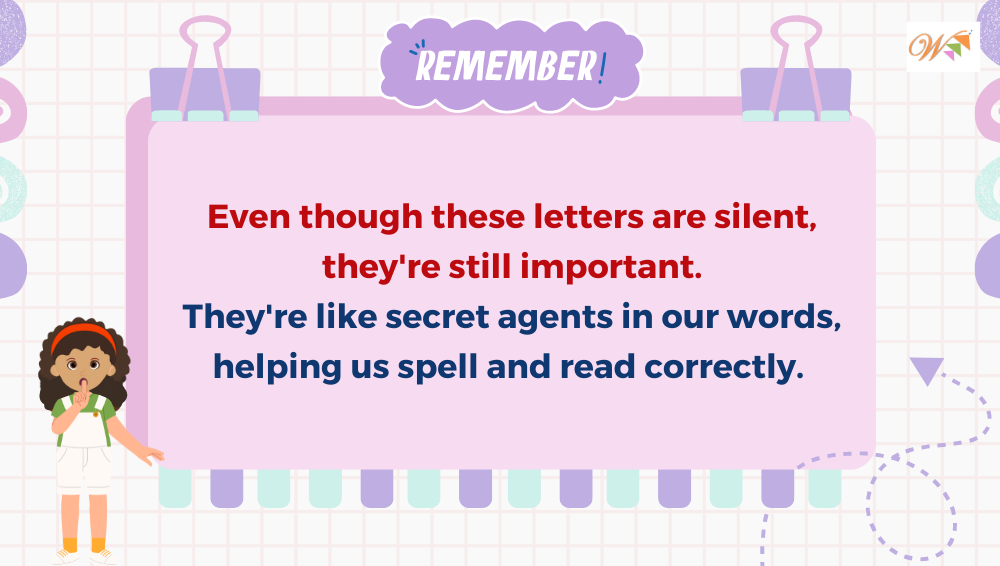 REMEMBER!
W
Even though these letters are silent,
they're still important.
They're like secret agents in our words,
helping us spell and read correctly.